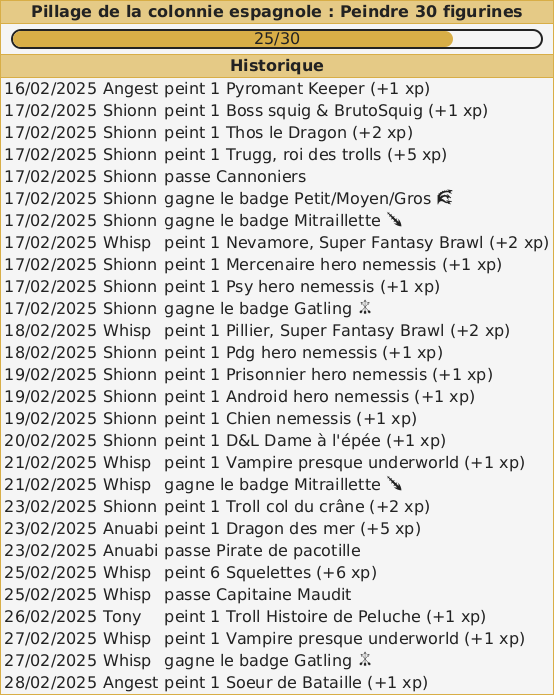 Pillage de la colonnie espagnole : Peindre 30 figurines
25/30
Historique
16/02/2025 Angest peint 1 Pyromant Keeper (+1 xp)
17/02/2025 Shionn peint 1 Boss squig & BrutoSquig (+1 xp)
17/02/2025 Shionn peint 1 Thos le Dragon (+2 xp)
17/02/2025 Shionn peint 1 Trugg, roi des trolls (+5 xp)
17/02/2025 Shionn passe Cannoniers
17/02/2025 Shionn gagne le badge Petit/Moyen/Gros
17/02/2025 Shionn gagne le badge Mitraillette
17/02/2025 Whisp peint 1 Nevamore, Super Fantasy Brawl (+2 xp)
17/02/2025 Shionn peint 1 Mercenaire hero nemessis (+1 xp)
17/02/2025 Shionn peint 1 Psy hero nemessis (+1 xp)
17/02/2025 Shionn gagne le badge Gatling
18/02/2025 Whisp peint 1 Pillier, Super Fantasy Brawl (+2 xp)
18/02/2025 Shionn peint 1 Pdg hero nemessis (+1 xp)
19/02/2025 Shionn peint 1 Prisonnier hero nemessis (+1 xp)
19/02/2025 Shionn peint 1 Android hero nemessis (+1 xp)
19/02/2025 Shionn peint 1 Chien nemessis (+1 xp)
20/02/2025 Shionn peint 1 D&L Dame à l'épée (+1 xp)
21/02/2025 Whisp peint 1 Vampire presque underworld (+1 xp)
21/02/2025 Whisp gagne le badge Mitraillette
23/02/2025 Shionn peint 1 Troll col du crâne (+2 xp)
23/02/2025 Anuabi peint 1 Dragon des mer (+5 xp)
23/02/2025 Anuabi passe Pirate de pacotille
25/02/2025 Whisp peint 6 Squelettes (+6 xp)
25/02/2025 Whisp passe Capitaine Maudit
26/02/2025 Tony peint 1 Troll Histoire de Peluche (+1 xp)
27/02/2025 Whisp peint 1 Vampire presque underworld (+1 xp)
27/02/2025 Whisp gagne le badge Gatling
28/02/2025 Angest peint 1 Soeur de Bataille (+1 xp)